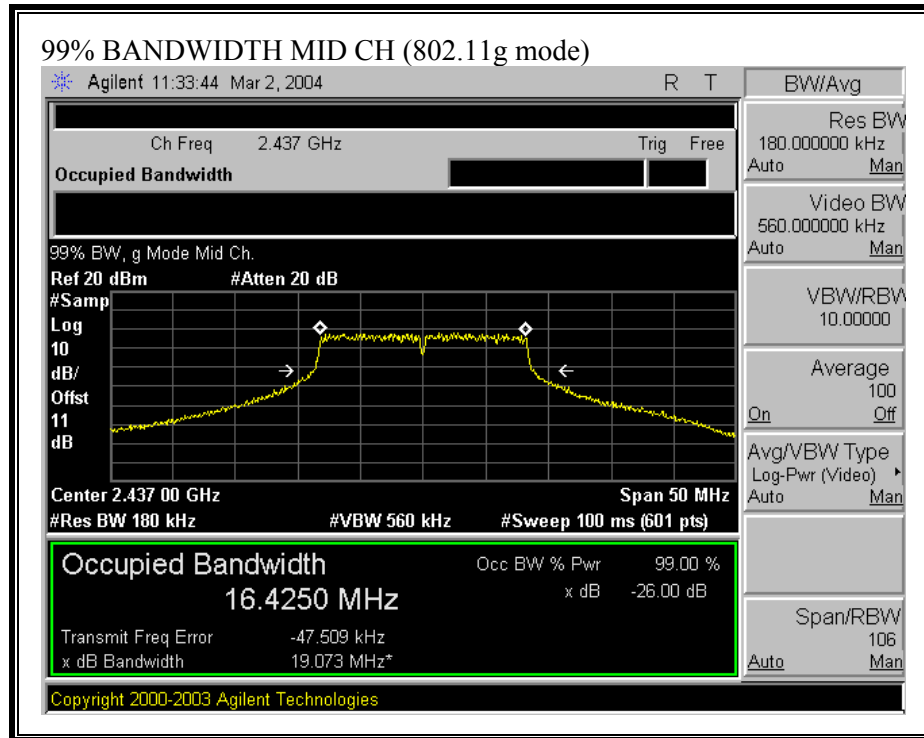 99% BANDWIDTH MID CH (802.11g mode)
Agilent 11:33:44 Mar 2, 2004 R T
BW/Avg
Ch Freq 2.437 GHz Trig Free
Occupied Bandwidth
Res BW
180.000000 kHz
Auto Man
Video BW
560.000000 kHz
Auto Man
VBW/RBW
10.00000
Average
100
On Off
Avg/VBW Type
Log-Pwr (Video)
Auto Man
Span/RBW
106
Auto Man
99% BW, g Mode Mid Ch.
Ref 20 dBm #Atten 20 dB
#Samp
Log
10
dB/
Offst
11
dB
Center 2.437 00 GHz Span 50 MHz
#Res BW 180 kHz #VBW 560 kHz #Sweep 100 ms (601 pts)
Occupied Bandwidth
16.4250 MHz
Occ BW % Pwr 99.00 %
x dB -26.00 dB
Transmit Freq Error -47.509 kHz
x dB Bandwidth 19.073 MHz*
Copyright 2000-2003 Agilent Technologies